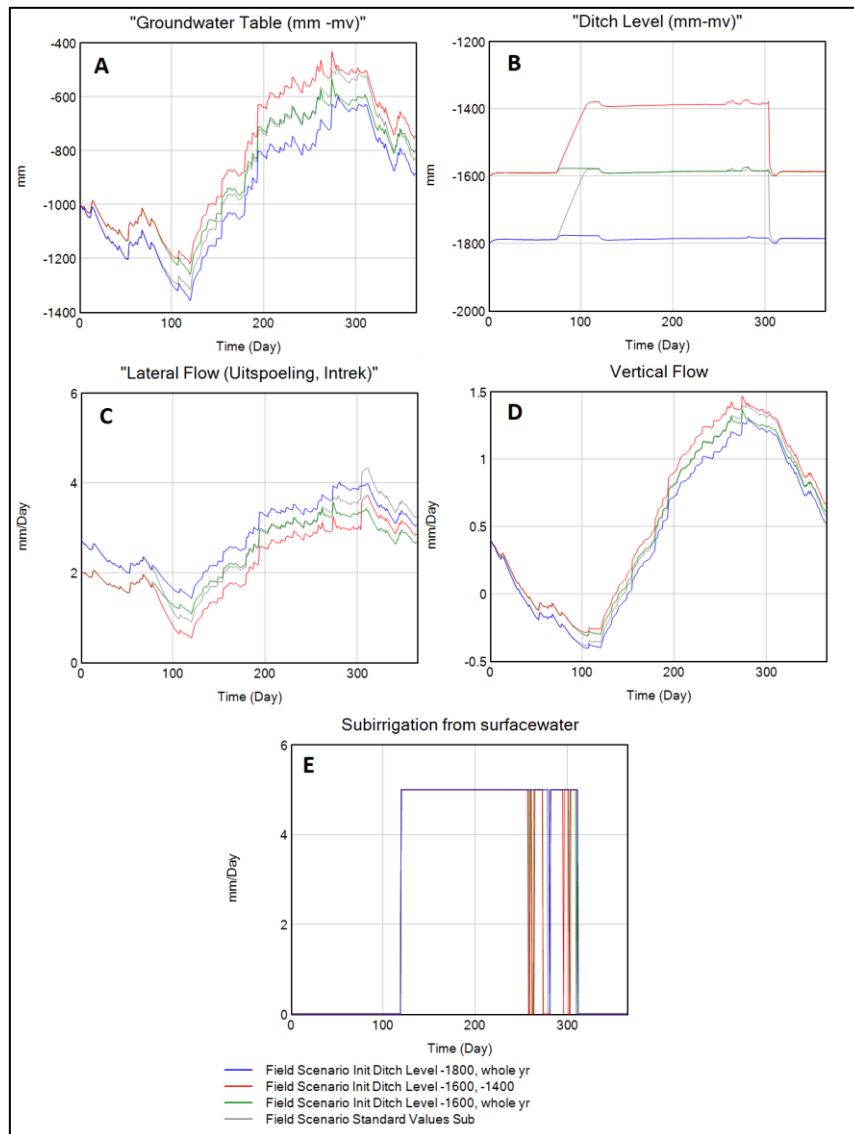 "Groundwater Table (mm -mv)"
A
-400
-600
-800
-1000
-1200
-1400
mm
0
100
200
300
Time (Day)
"Ditch Level (mm-mv)"
B
-1200
-1400
-1600
-1800
-2000
mm
0
100
200
300
Time (Day)
"Lateral Flow (Uitspoeling, Intrek)"
C
6
4
2
0
mm/Day
0
100
200
300
Time (Day)
Vertical Flow
D
1.5
1
0.5
0
-0.5
mm/Day
0
100
200
300
Time (Day)
Subirrigation from surfacewater
E
6
4
2
0
mm/Day
0
100
200
300
Time (Day)
Field Scenario Init Ditch Level -1800, whole yr
Field Scenario Init Ditch Level -1600, -1400
Field Scenario Init Ditch Level -1600, whole yr
Field Scenario Standard Values Sub